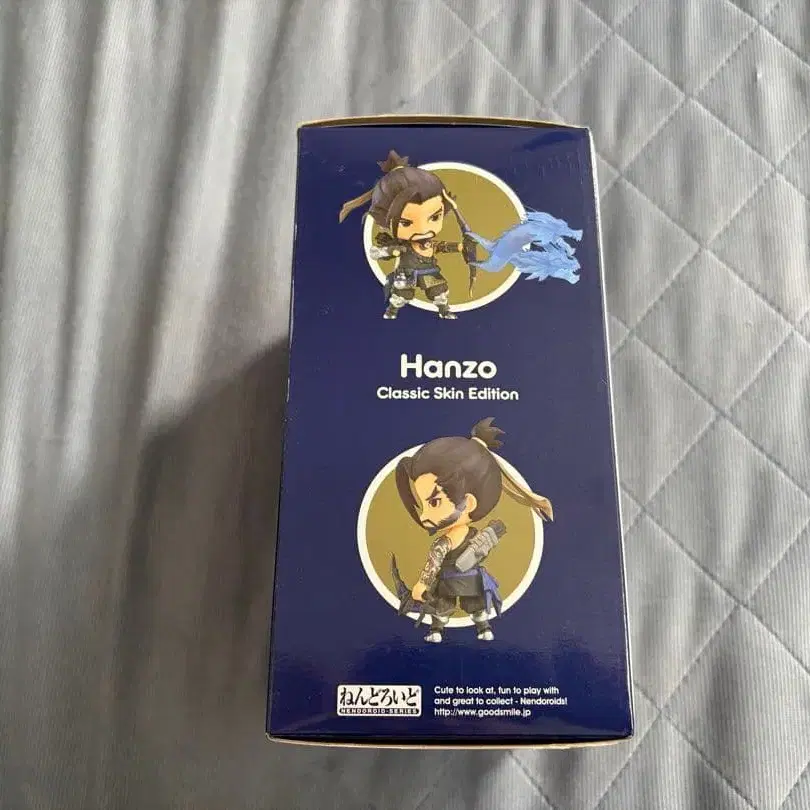 Hanzo
Classic Skin Edition
ねんどろいど
NENDOROID-SERIES
Cute to look at, fun to play with
and great to collect - Nendoroids!
http://www.goodsmile.jp